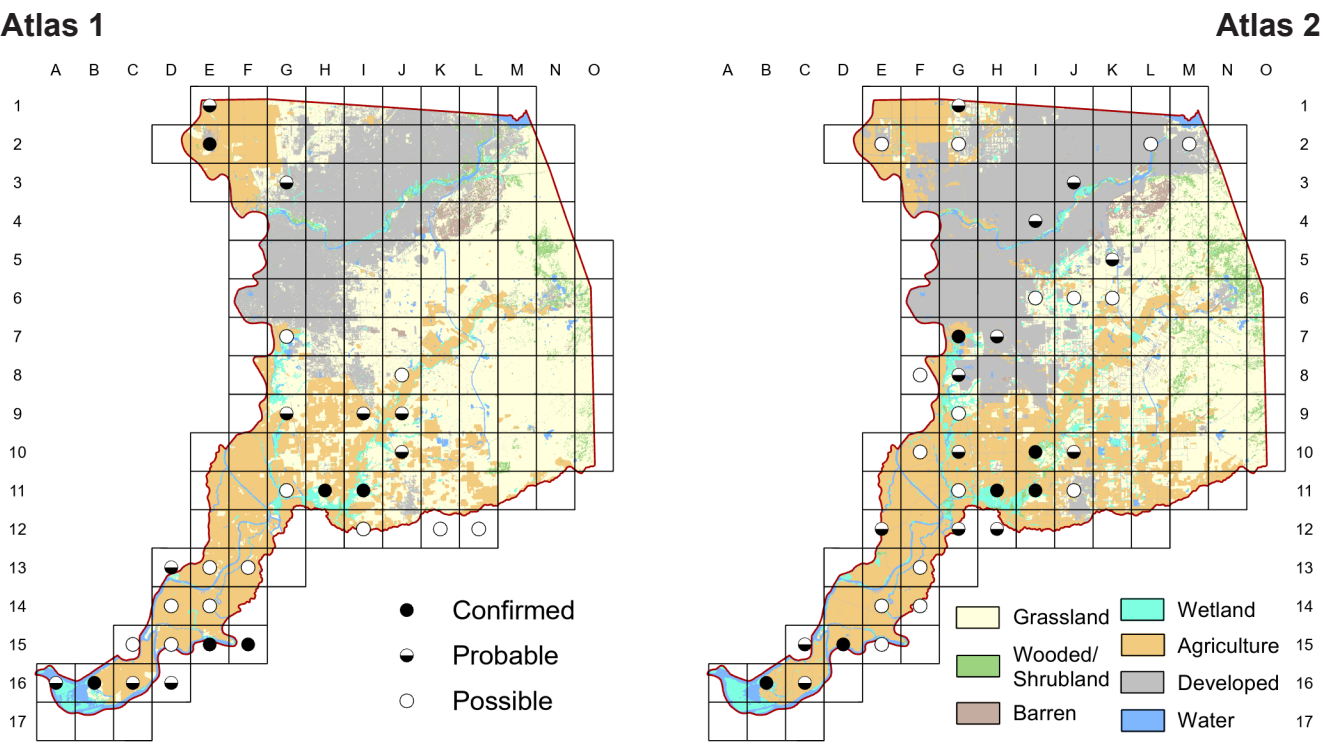 Atlas 1
Atlas 2
A B C D E F G H I J K L M N O
A B C D E F G H I J K L M N O
1 1
2 2
3 3
4 4
5 5
6 6
7 7
8 8
9 9
10 10
11 11
12 12
13 13
14 14
15 15
16 16
17 17
Confirmed
Probable
Possible
Grassland
Wooded/
Shrubland
Barren
Wetland
Agriculture
Developed
Water